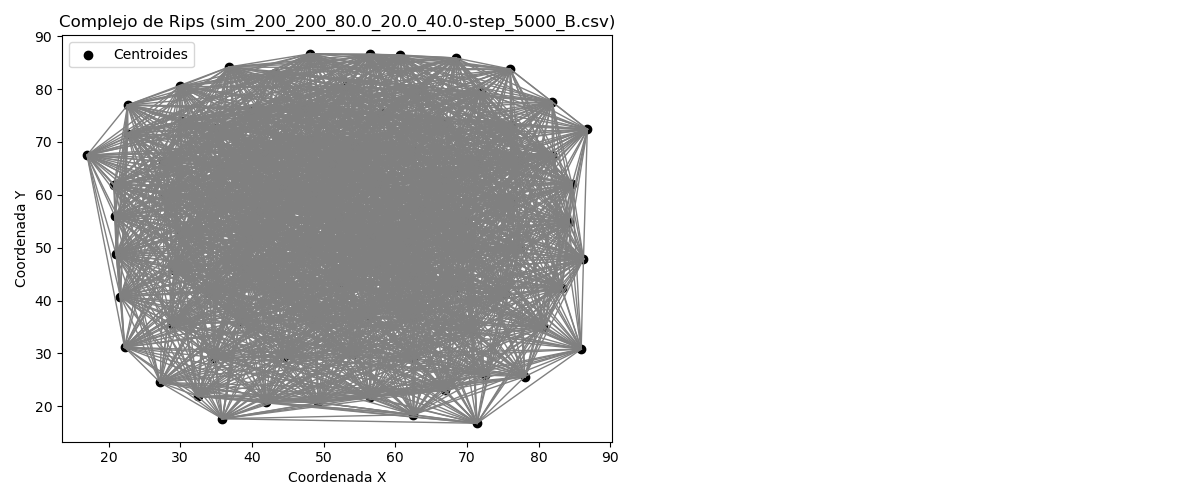 Complejo de Rips (sim_200_200_80.0_20.0_40.0-step_5000_B.csv)
Centroides
90
80
70
60
50
40
30
20
Coordenada Y
20 30 40 50 60 70 80 90
Coordenada X